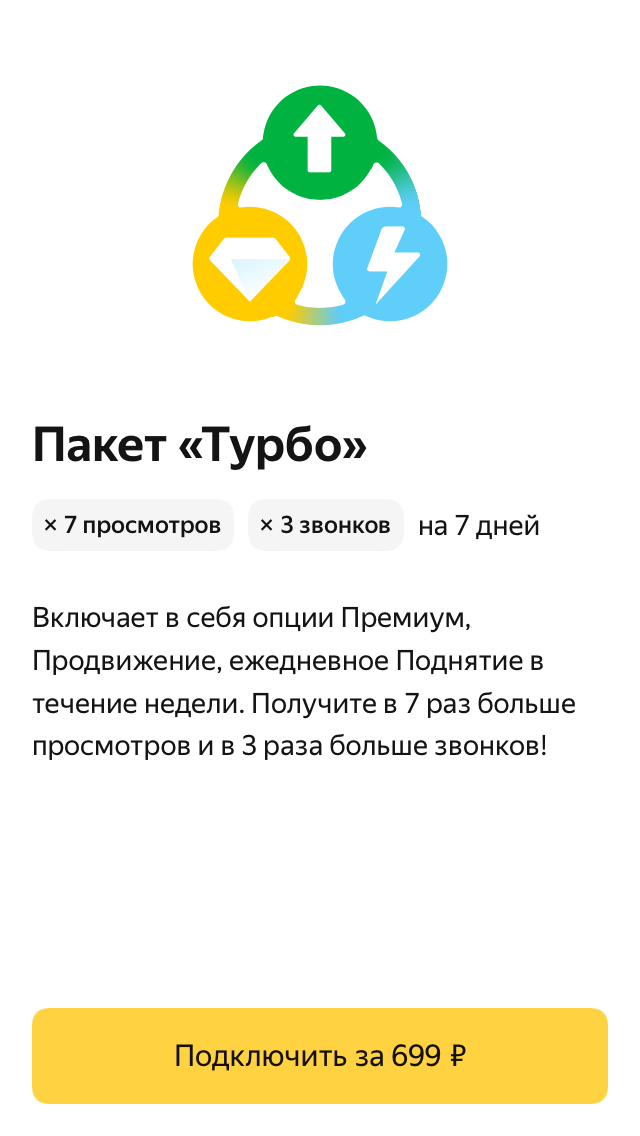 Пакет «Турбо»
× 7 просмотров × 3 звонков на 7 дней
Включает в себя опции Премиум,
Продвижение, ежедневное Поднятие в
течение недели. Получите в 7 раз больше
просмотров и в 3 раза больше звонков!
Подключить за 699 ₽